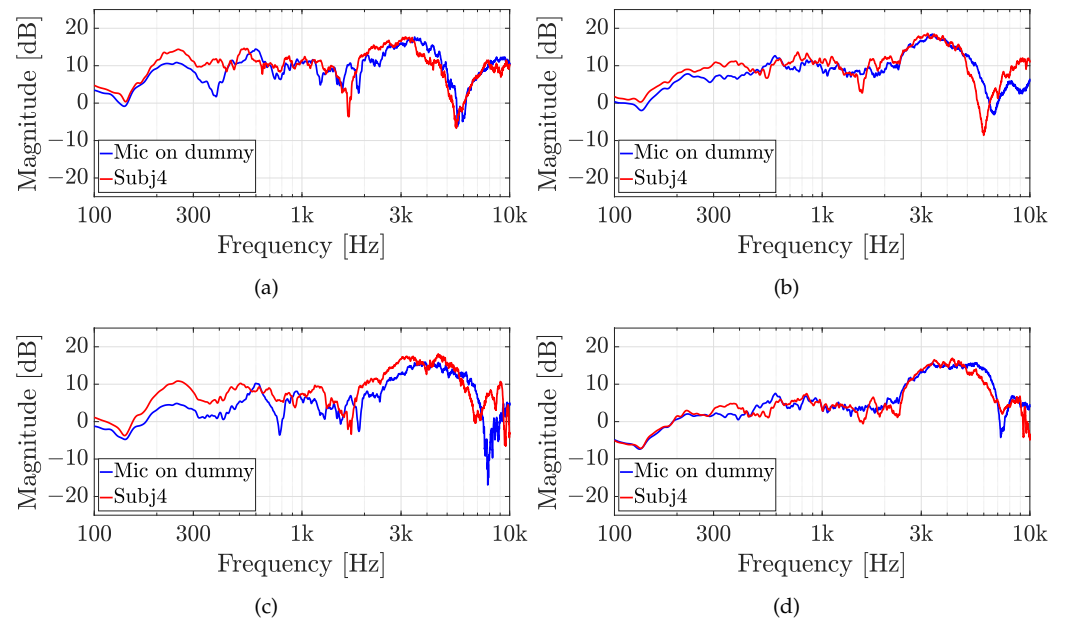 20
10
0
−10
−20
Magnitude [dB]
Mic on dummy
Subj4
100 300 1k 3k 10k
Frequency [Hz]
(a)
20
10
0
−10
−20
Magnitude [dB]
Mic on dummy
Subj4
100 300 1k 3k 10k
Frequency [Hz]
(b)
20
10
0
−10
−20
Magnitude [dB]
Mic on dummy
Subj4
100 300 1k 3k 10k
Frequency [Hz]
(c)
20
10
0
−10
−20
Magnitude [dB]
Mic on dummy
Subj4
100 300 1k 3k 10k
Frequency [Hz]
(d)